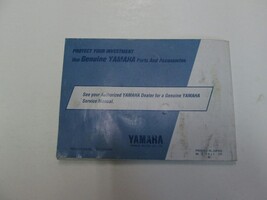 PROTECT YOUR INVESTMENT
Use Genuine YAMAHA Parts And Accessories
See your Authorized YAMAHA Dealer for a Genuine YAMAHA
Service Manual
YAMAHA